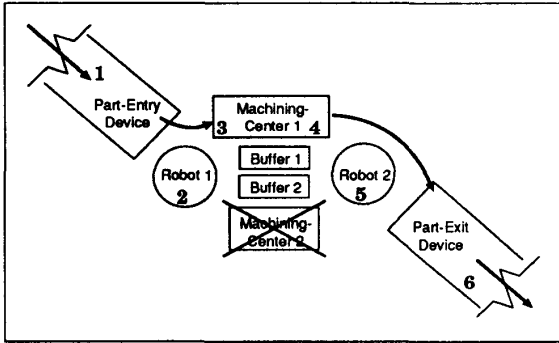 1
Part-Entry
Device
Machining-
3 Center 1 4
Buffer 1
Robot 1
2
Buffer 2
Robot 2
5
Machining-
Center 2
Part-Exit
Device
6